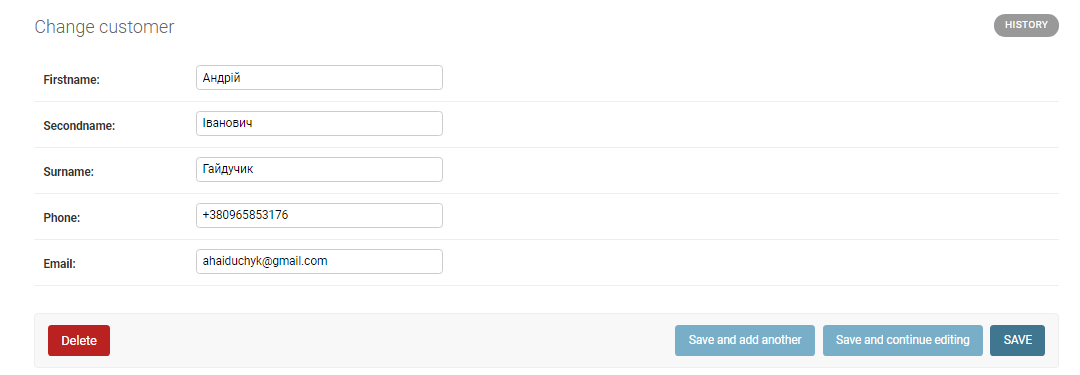 Change customer
HISTORY
Firstname: Андрій
Secondname: Іванович
Surname: Гайдучик
Phone: +380965853176
Email: ahaiduchyk@gmail.com
Delete Save and add another Save and continue editing SAVE